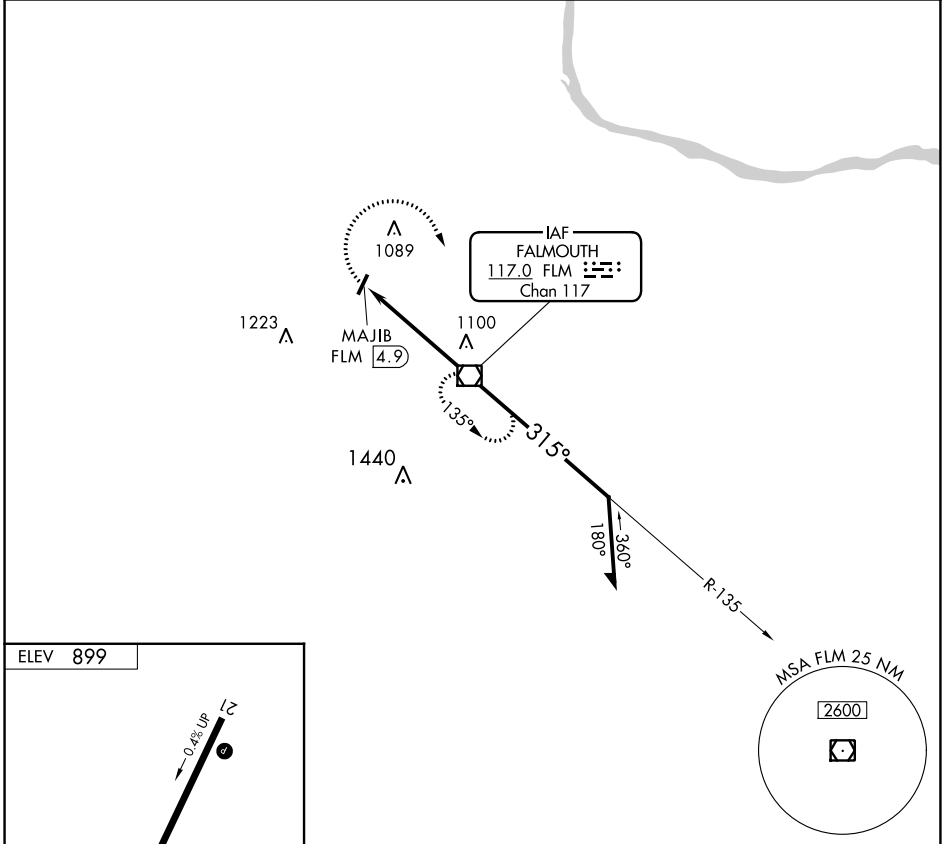 1089
IAF
FALMOUTH
117.0 FLM
Chan 117
1223
MAJIB
FLM 4.9
1100
135°
315°
1440
180°
360°
R-135
ELEV 899
21
0.4% UP
P
MSA FLM 25 NM
2600